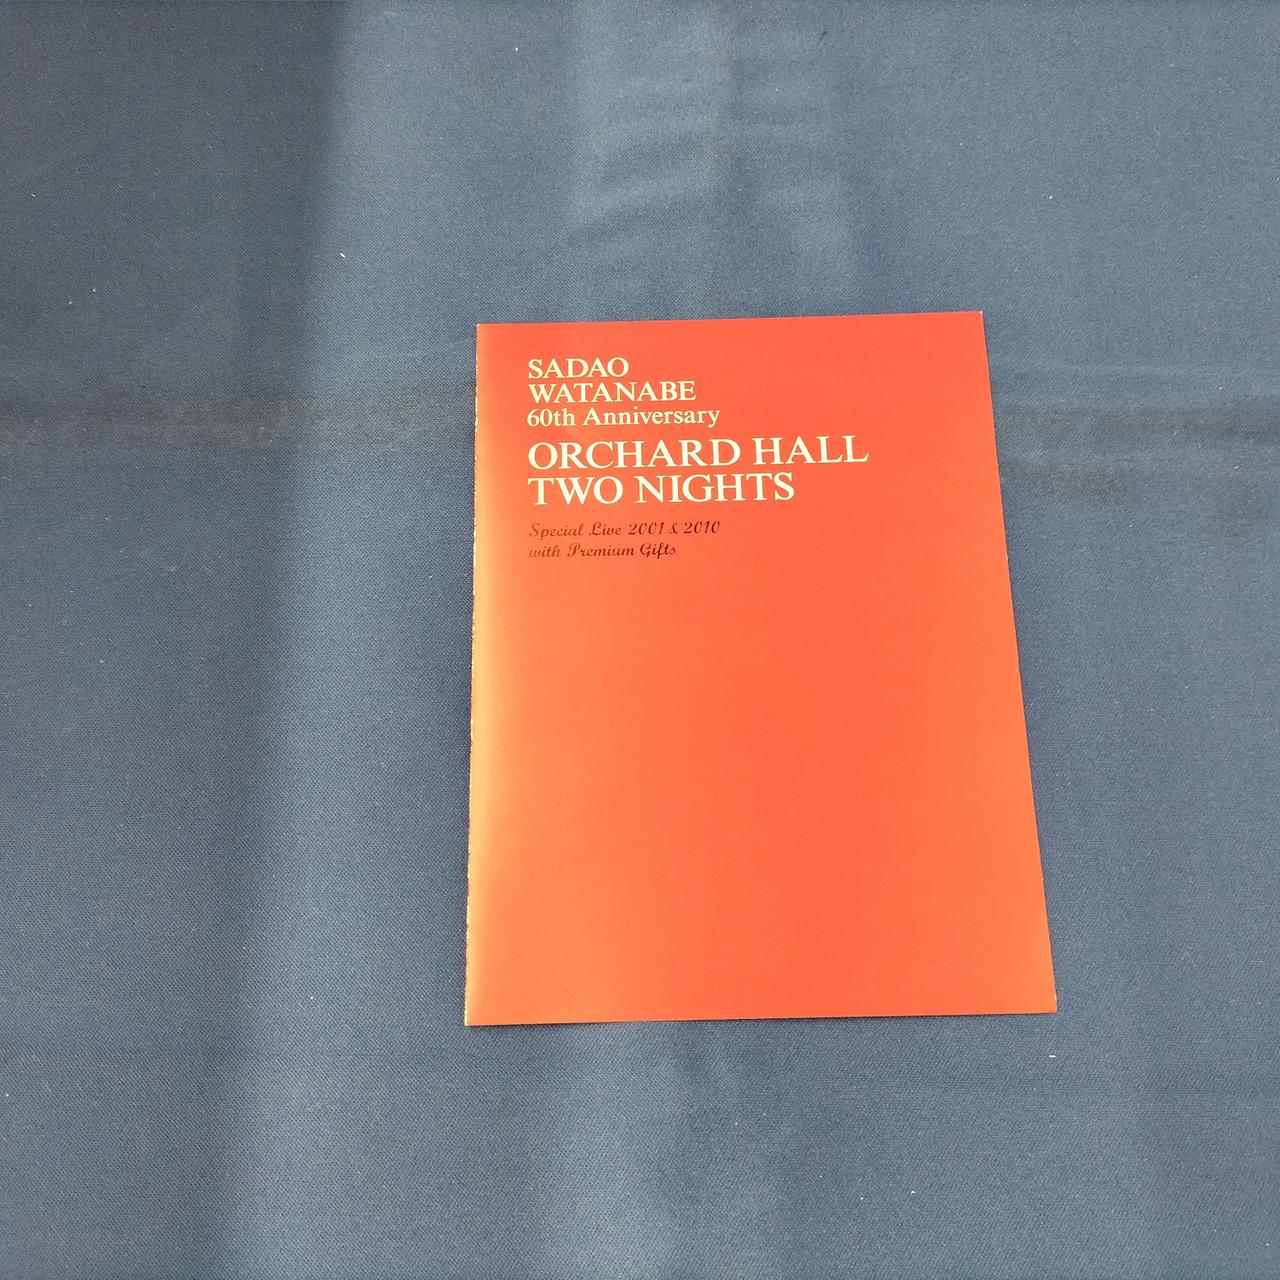 SADAO
WATANABE
60th Anniversary
ORCHARD HALL
TWO NIGHTS
Special Live 2001 & 2010
with Premium Gifts